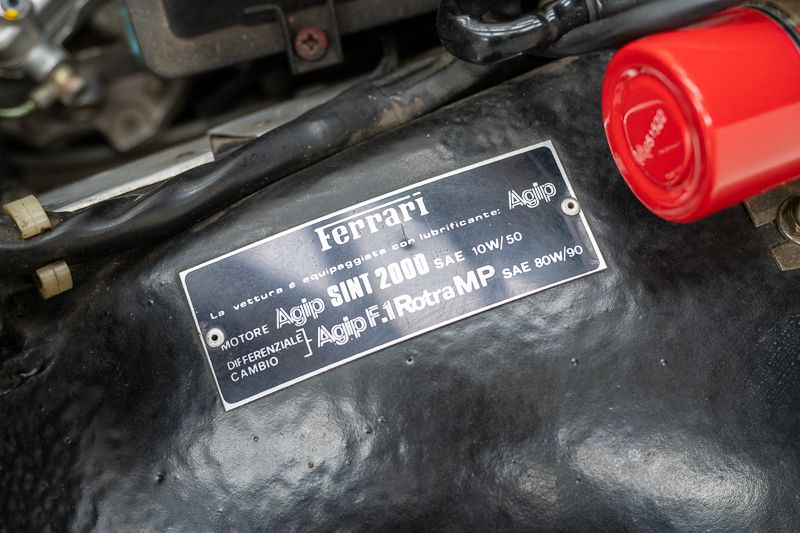 Ferrari
La vettura è equipaggiata con lubrificante: Agip
MOTORE Agip SINT 2000 SAE 10W/50
DIFFERENZIALE
CAMBIO
Agip F.1 Rotra MP SAE 80W/90